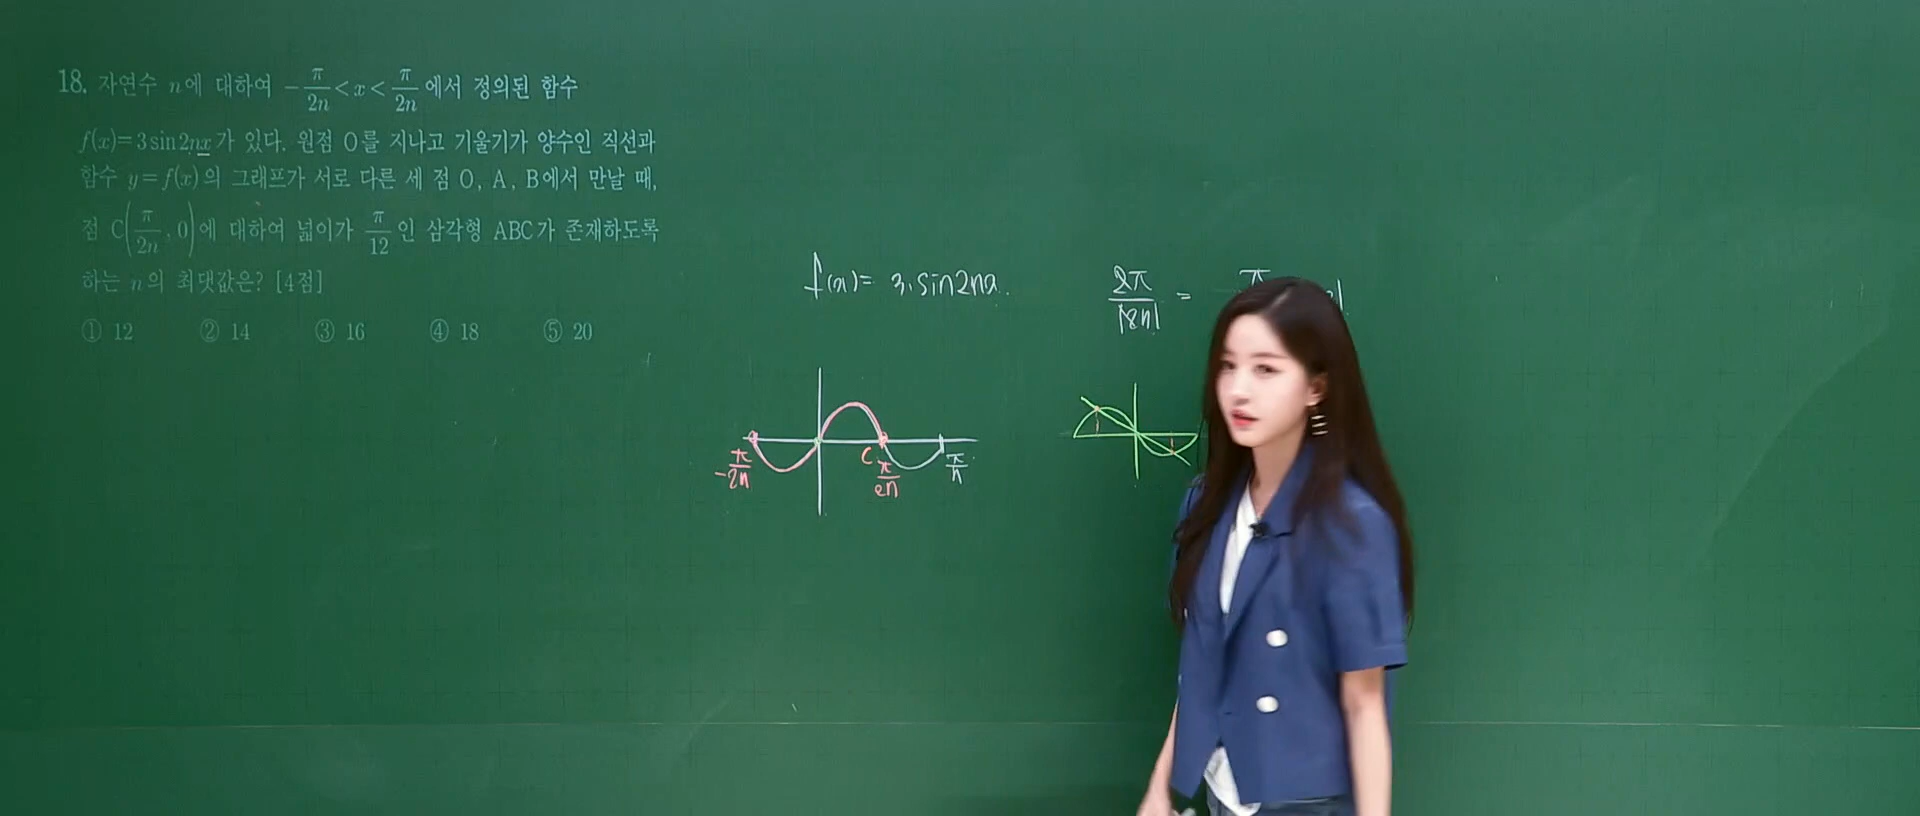 18. 자연수 n에 대하여 -π/2n < x < π/2n 에서 정의된 함수
f(x)=3sin2nx가 있다. 원점 O를 지나고 기울기가 양수인 직선과
함수 y=f(x)의 그래프가 서로 다른 세 점 O, A, B에서 만날 때,
점 C(π/2n, 0)에 대하여 넓이가 π/12 인 삼각형 ABC가 존재하도록
하는 n의 최댓값은? [4점]
① 12 ② 14 ③ 16 ④ 18 ⑤ 20
f(x)= 3.sin2nx.
2π/|2n| = π
-π/2n
C
π/2n
π/n